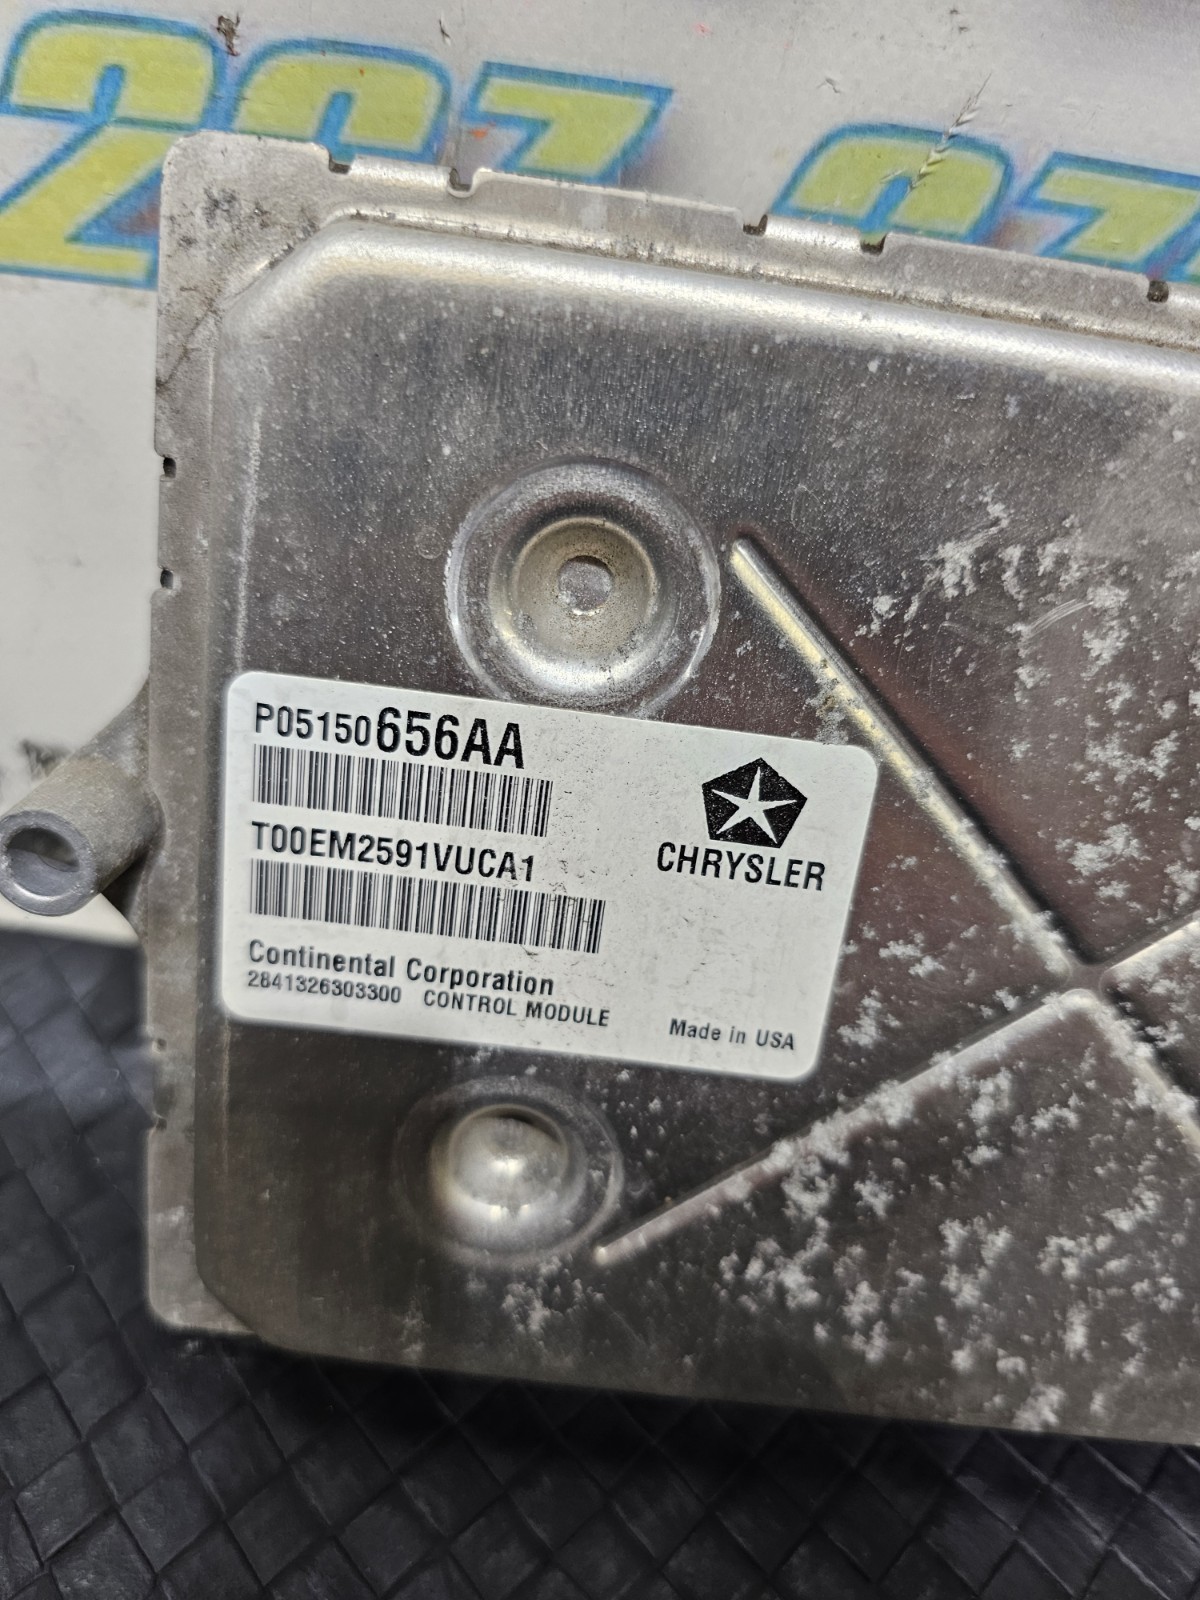 P05150656AA
T00EM2591VUCA1
CHRYSLER
Continental Corporation
2841326303300 CONTROL MODULE
Made in USA